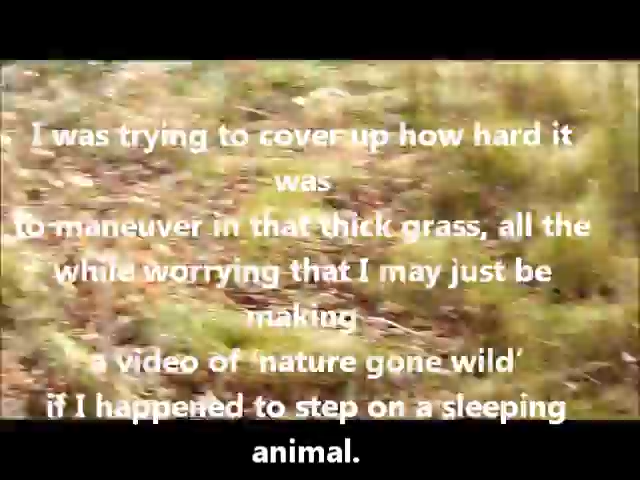 I was trying to cover up how hard it
was
to maneuver in that thick grass, all the
while worrying that I may just be
making
a video of ‘nature gone wild’
if I happened to step on a sleeping
animal.